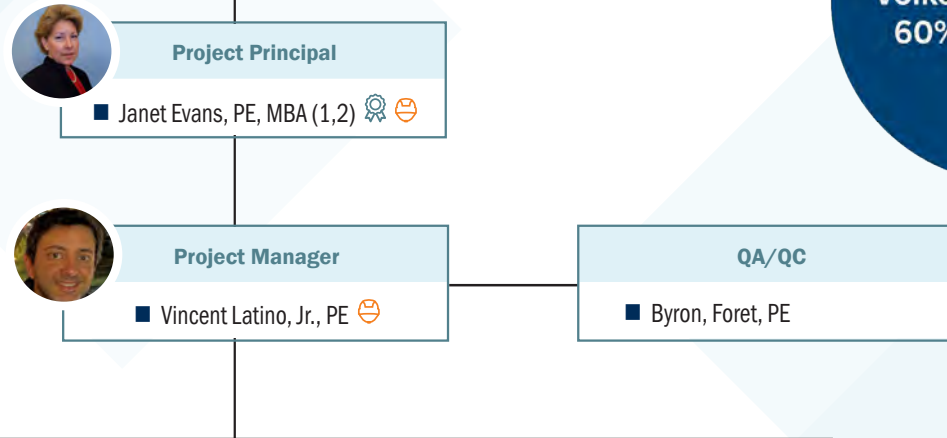 60%
Project Principal
Janet Evans, PE, MBA (1,2)
Project Manager
QA/QC
Vincent Latino, Jr., PE
Byron, Foret, PE